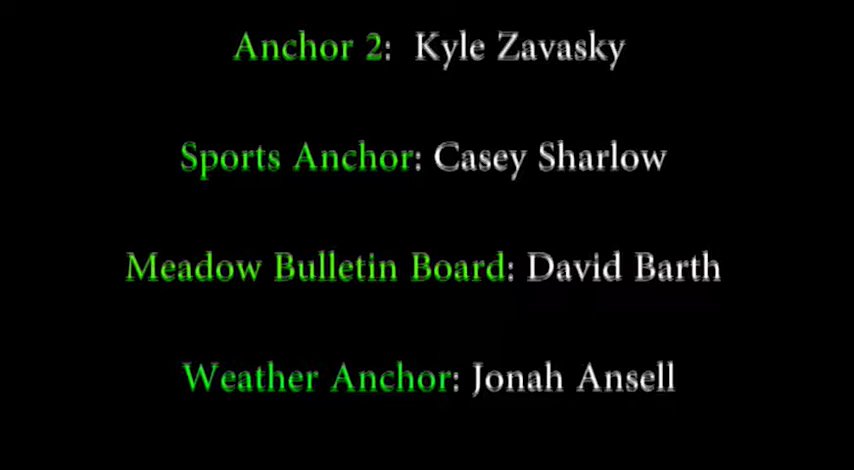 Anchor 2:  Kyle Zavasky
Sports Anchor: Casey Sharlow
Meadow Bulletin Board: David Barth
Weather Anchor: Jonah Ansell